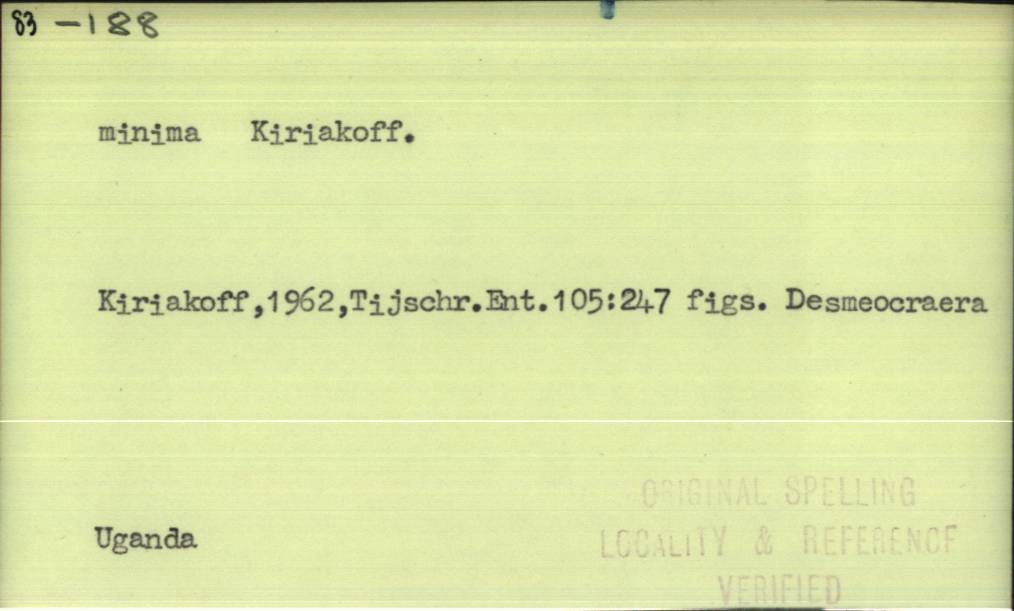 83 -188
minima Kiriakoff.
Kiriakoff,1962,Tijschr.Ent.105:247 figs. Desmeocraera
Uganda
ORIGINAL SPELLING
LOCALITY & REFERENCE
VERIFIED